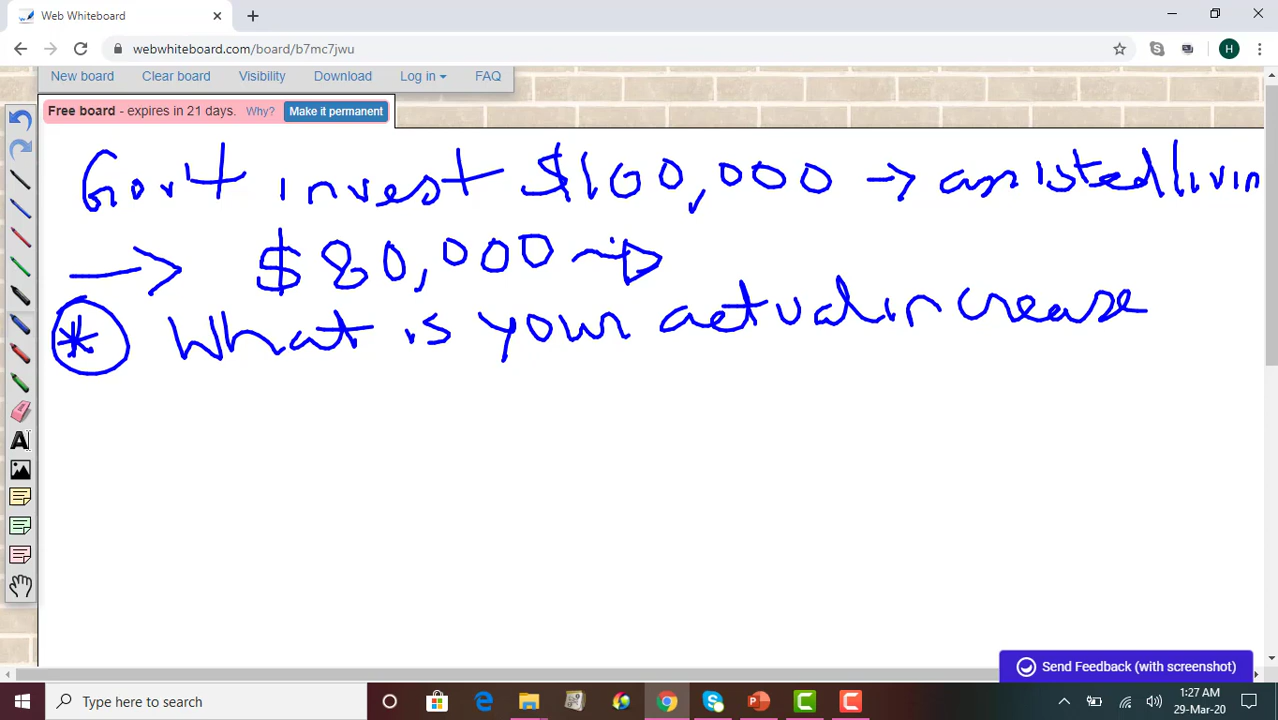 Web Whiteboard
webwhiteboard.com/board/b7mc7jwu
H
New board Clear board Visibility Download Log in FAQ
Free board - expires in 21 days. Why? Make it permanent
Gov't invest $100,000 → assisted livin
→ $80,000 →
* What is your actual increase
A
Send Feedback (with screenshot)
Type here to search
1:27 AM
29-Mar-20